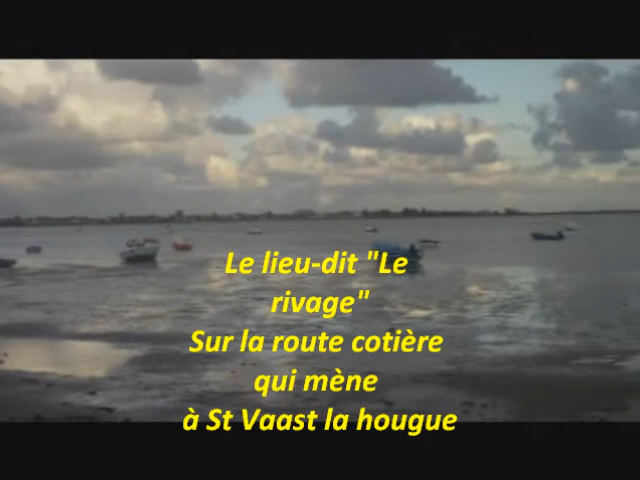 Le lieu-dit "Le
rivage"
Sur la route cotière
qui mène
à St Vaast la hougue